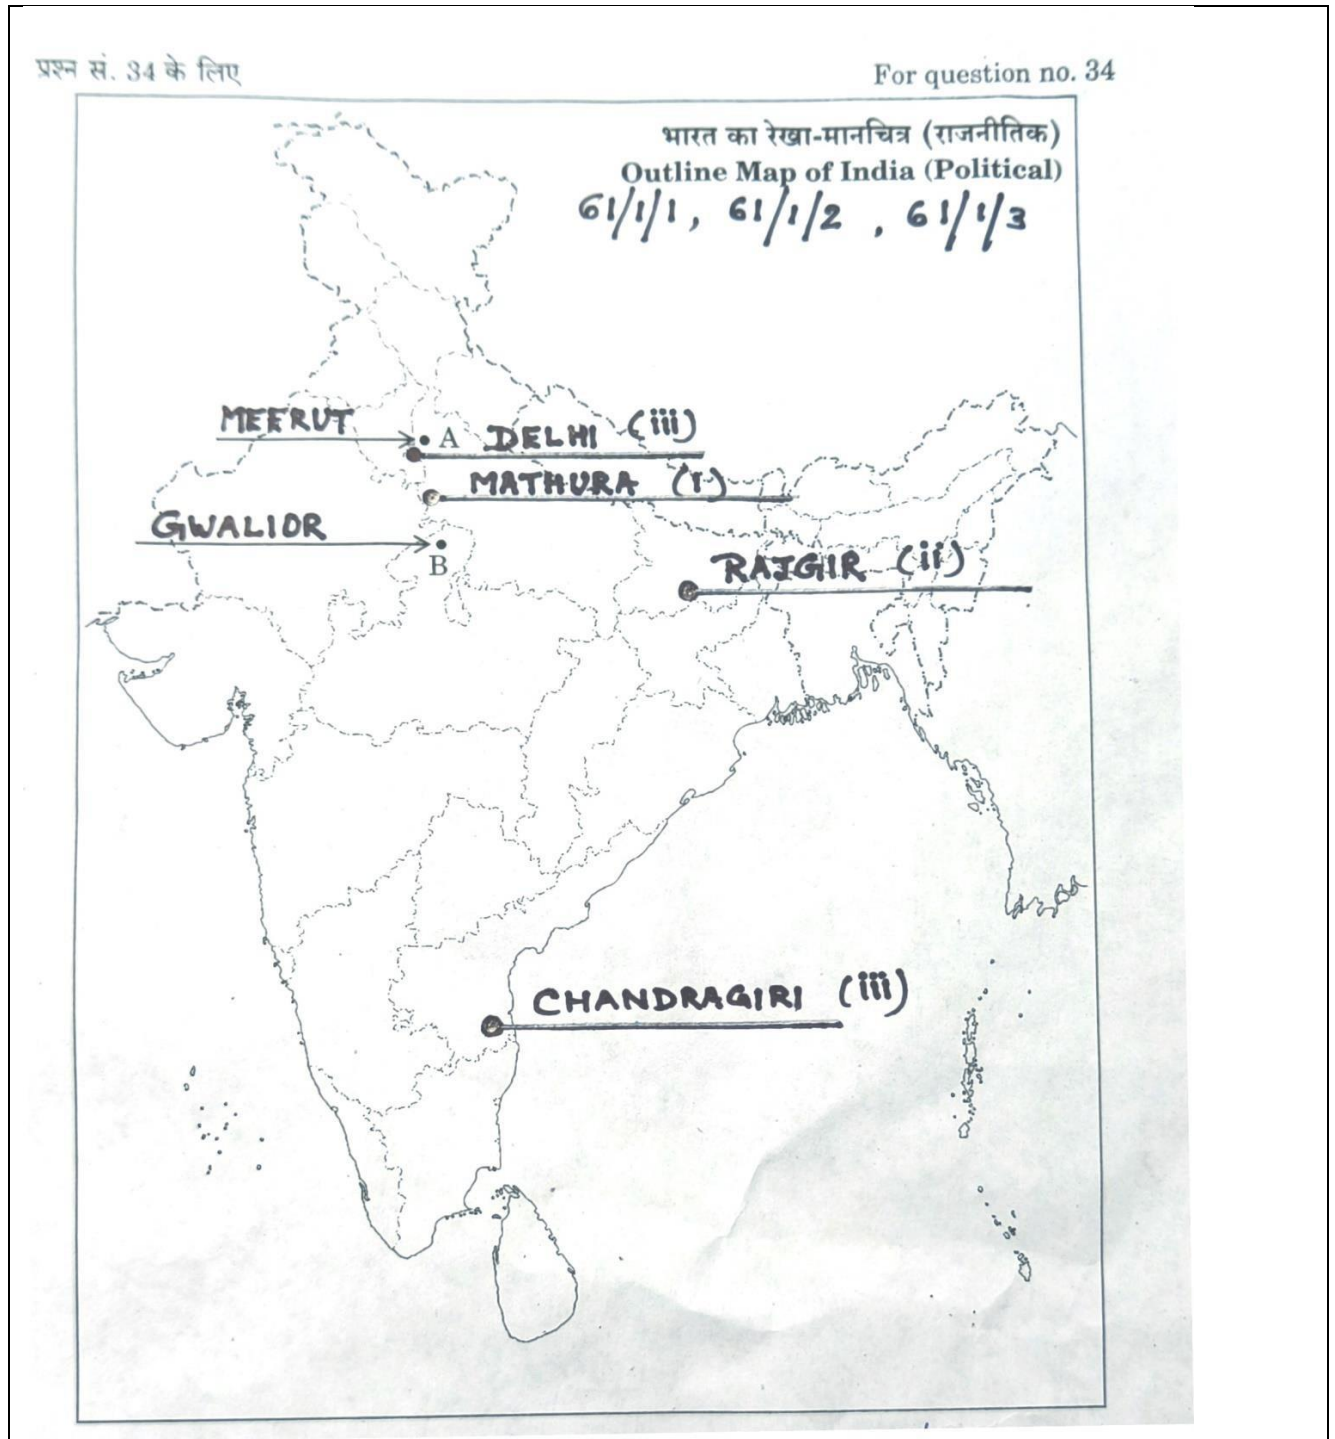 प्रश्न सं. 34 के लिए
For question no. 34
भारत का रेखा-मानचित्र (राजनीतिक)
Outline Map of India (Political)
61/1/1, 61/1/2, 61/1/3
MEERUT
A DELHI (iii)
MATHURA (i)
GWALIOR
B
RAJGIR (ii)
CHANDRAGIRI (iii)